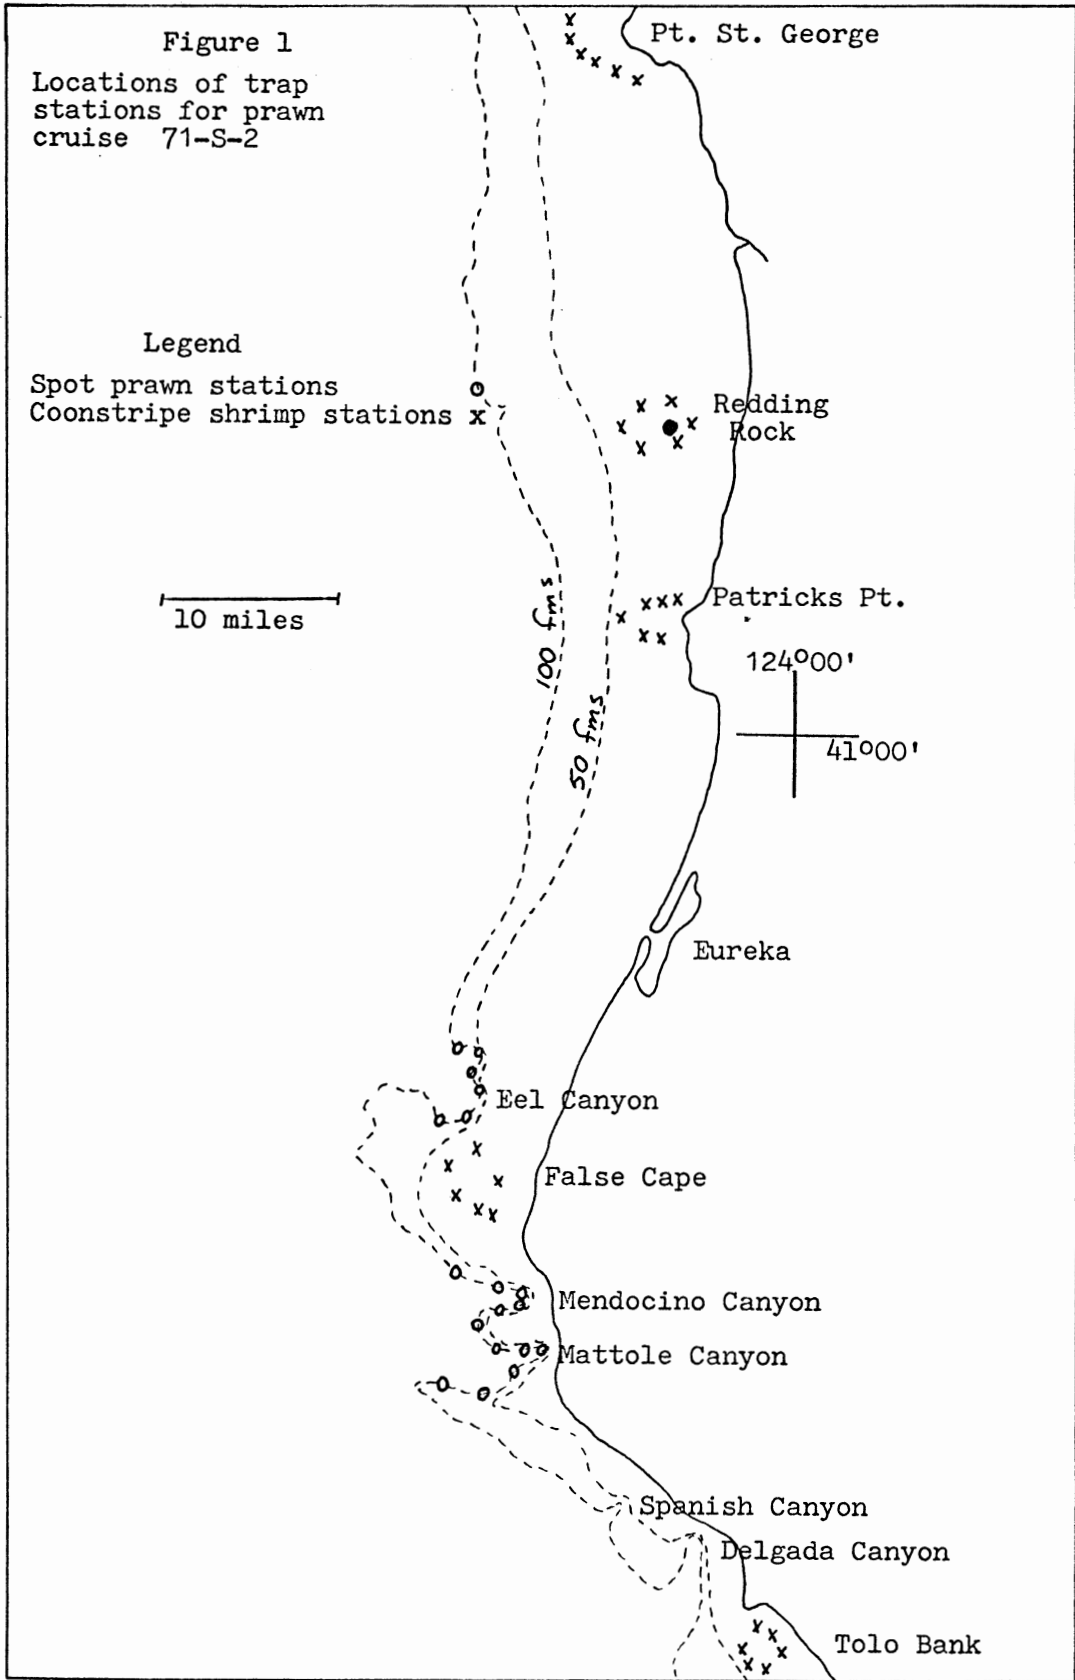 Figure 1
Locations of trap
stations for prawn
cruise 71-S-2
Pt. St. George
Legend
Spot prawn stations o
Coonstripe shrimp stations x
Redding
Rock
10 miles
100 fms
50 fms
Patricks Pt.
124°00'
41°00'
Eureka
Eel Canyon
False Cape
Mendocino Canyon
Mattole Canyon
Spanish Canyon
Delgada Canyon
Tolo Bank